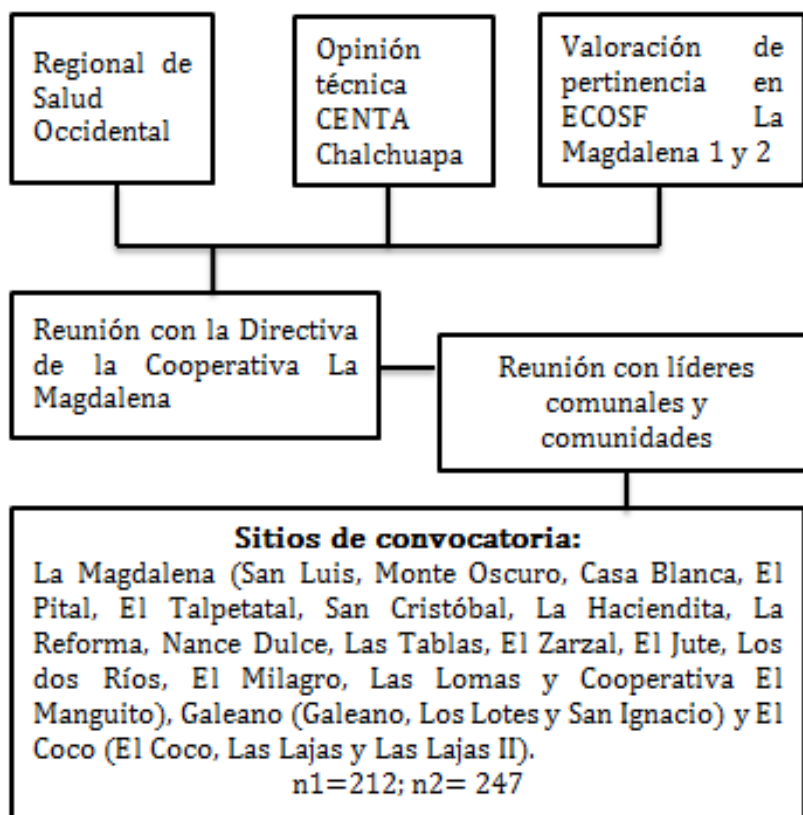 Regional de
Salud
Occidental
Opinión
técnica
CENTA
Chalchuapa
Valoración de
pertinencia en
ECOSF La
Magdalena 1 y 2
Reunión con la Directiva
de la Cooperativa La
Magdalena
Reunión con líderes
comunales y
comunidades
Sitios de convocatoria:
La Magdalena (San Luis, Monte Oscuro, Casa Blanca, El
Pital, El Talpetatal, San Cristóbal, La Haciendita, La
Reforma, Nance Dulce, Las Tablas, El Zarzal, El Jute, Los
dos Ríos, El Milagro, Las Lomas y Cooperativa El
Manguito), Galeano (Galeano, Los Lotes y San Ignacio) y El
Coco (El Coco, Las Lajas y Las Lajas II).
n1=212; n2= 247